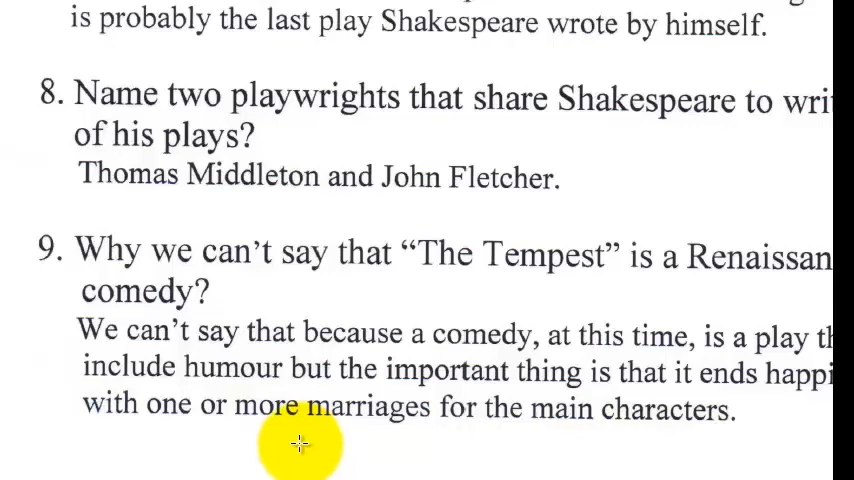 is probably the last play Shakespeare wrote by himself.
8. Name two playwrights that share Shakespeare to wri
of his plays?
Thomas Middleton and John Fletcher.
9. Why we can't say that “The Tempest” is a Renaissan
comedy?
We can't say that because a comedy, at this time, is a play th
include humour but the important thing is that it ends happi
with one or more marriages for the main characters.